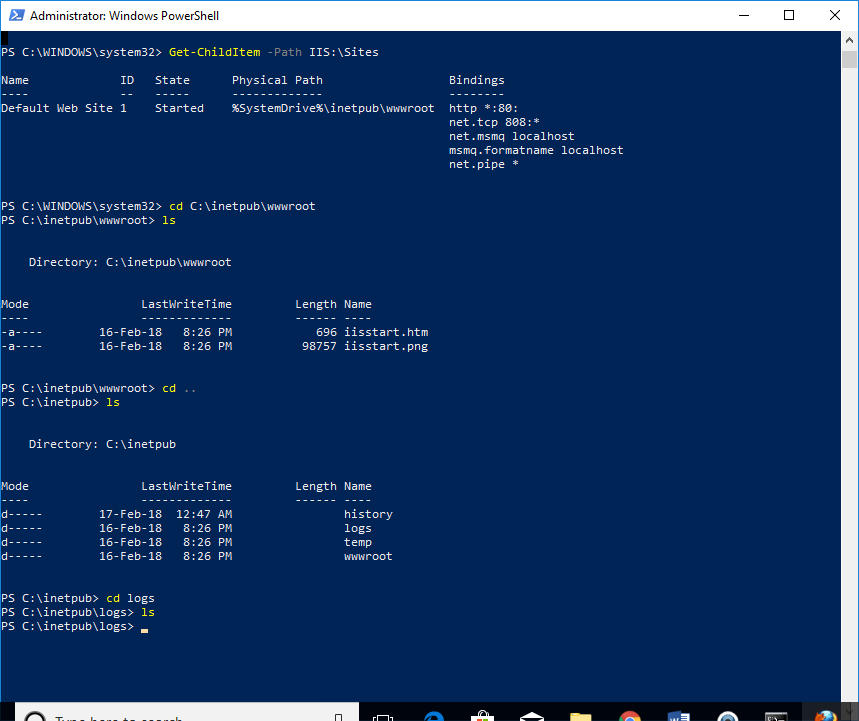 Administrator: Windows PowerShell
PS C:\WINDOWS\system32> Get-ChildItem -Path IIS:\Sites
Name             ID   State      Physical Path                  Bindings
----             --   -----      -------------                  --------
Default Web Site 1    Started    %SystemDrive%\inetpub\wwwroot  http *:80:
net.tcp 808:*
net.msmq localhost
msmq.formatname localhost
net.pipe *
PS C:\WINDOWS\system32> cd C:\inetpub\wwwroot
PS C:\inetpub\wwwroot> ls
Directory: C:\inetpub\wwwroot
Mode                LastWriteTime         Length Name
----                -------------         ------ ----
-a----        16-Feb-18   8:26 PM            696 iisstart.htm
-a----        16-Feb-18   8:26 PM          98757 iisstart.png
PS C:\inetpub\wwwroot> cd ..
PS C:\inetpub> ls
Directory: C:\inetpub
Mode                LastWriteTime         Length Name
----                -------------         ------ ----
d-----        17-Feb-18  12:47 AM                history
d-----        16-Feb-18   8:26 PM                logs
d-----        16-Feb-18   8:26 PM                temp
d-----        16-Feb-18   8:26 PM                wwwroot
PS C:\inetpub> cd logs
PS C:\inetpub\logs> ls
PS C:\inetpub\logs>
Type here to search